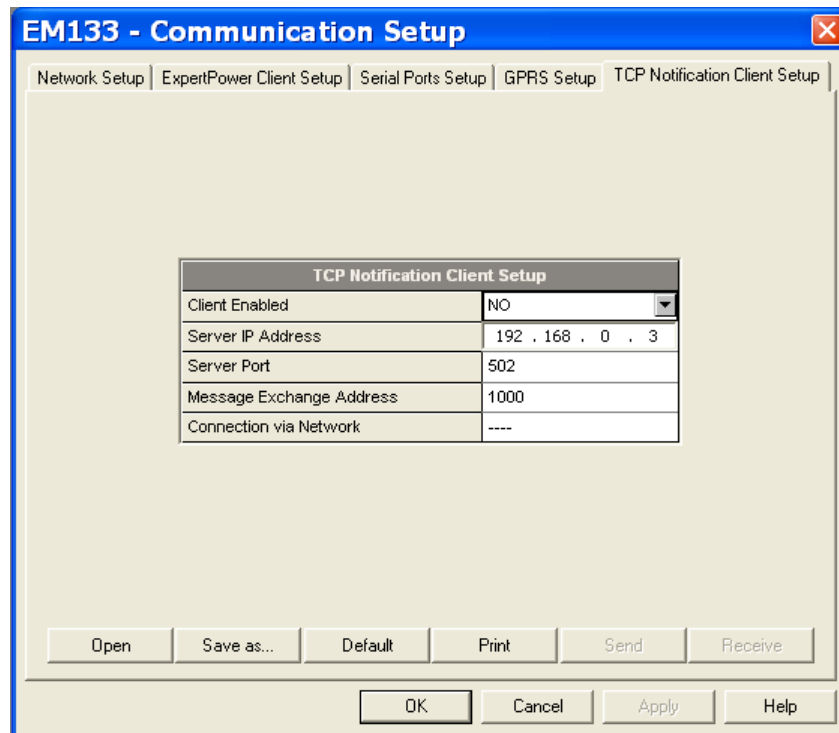 EM133 - Communication Setup
Network Setup ExpertPower Client Setup Serial Ports Setup GPRS Setup TCP Notification Client Setup
TCP Notification Client Setup
Client Enabled NO
Server IP Address 192 . 168 . 0 . 3
Server Port 502
Message Exchange Address 1000
Connection via Network ----
Open Save as... Default Print Send Receive
OK Cancel Apply Help